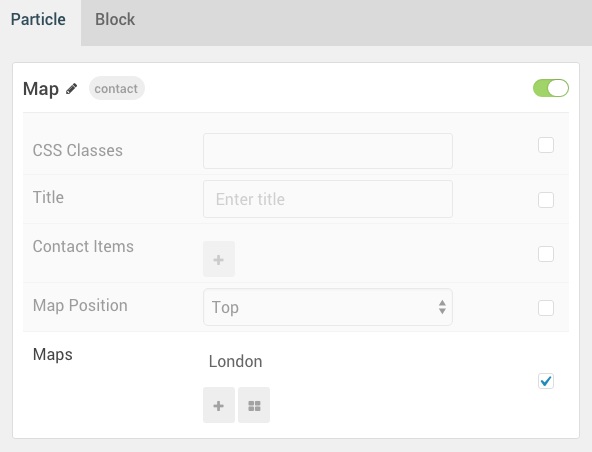 Particle Block
Map contact
CSS Classes
Title Enter title
Contact Items
Map Position Top
Maps London